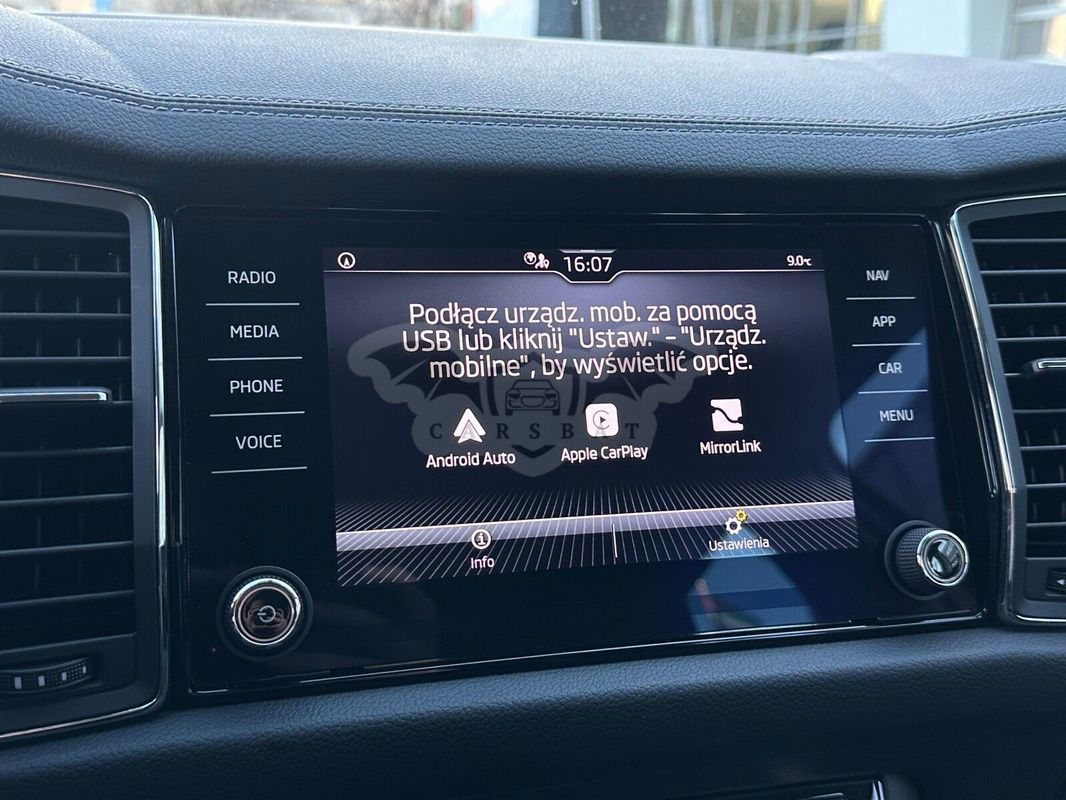 16:07
9.0°C
RADIO
MEDIA
PHONE
VOICE
Podłącz urządz. mob. za pomocą
USB lub kliknij "Ustaw." - "Urządz.
mobilne", by wyświetlić opcje.
CARSBAT
Android Auto
Apple CarPlay
MirrorLink
Info
Ustawienia
NAV
APP
CAR
MENU